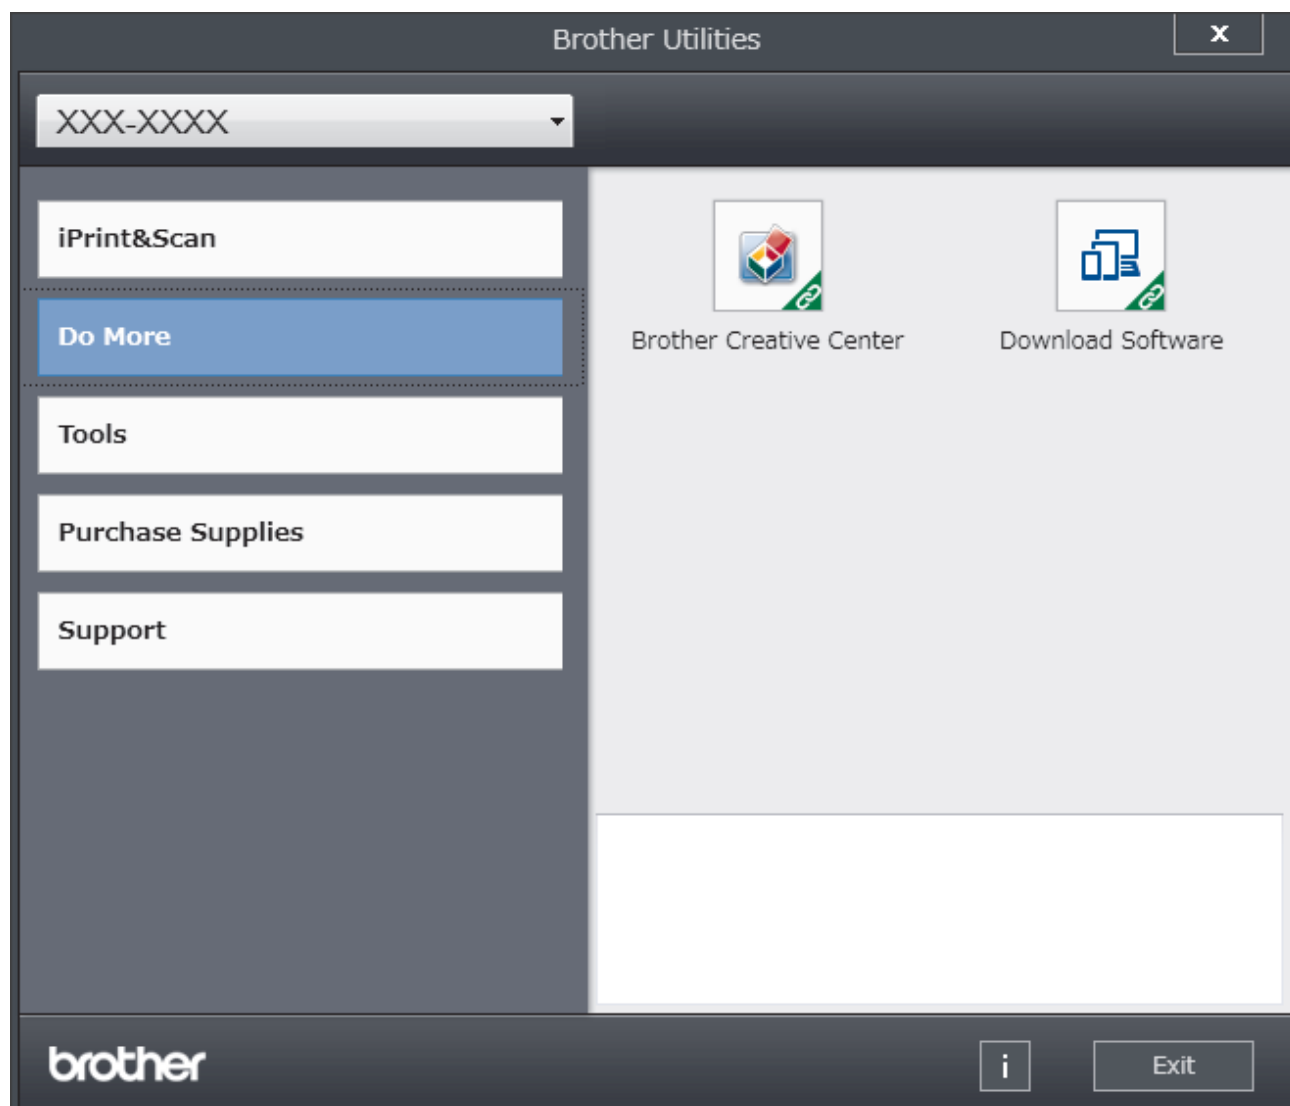 Brother Utilities
x
XXX-XXXX
iPrint&Scan
Do More
Tools
Purchase Supplies
Support
Brother Creative Center
Download Software
brother
i
Exit